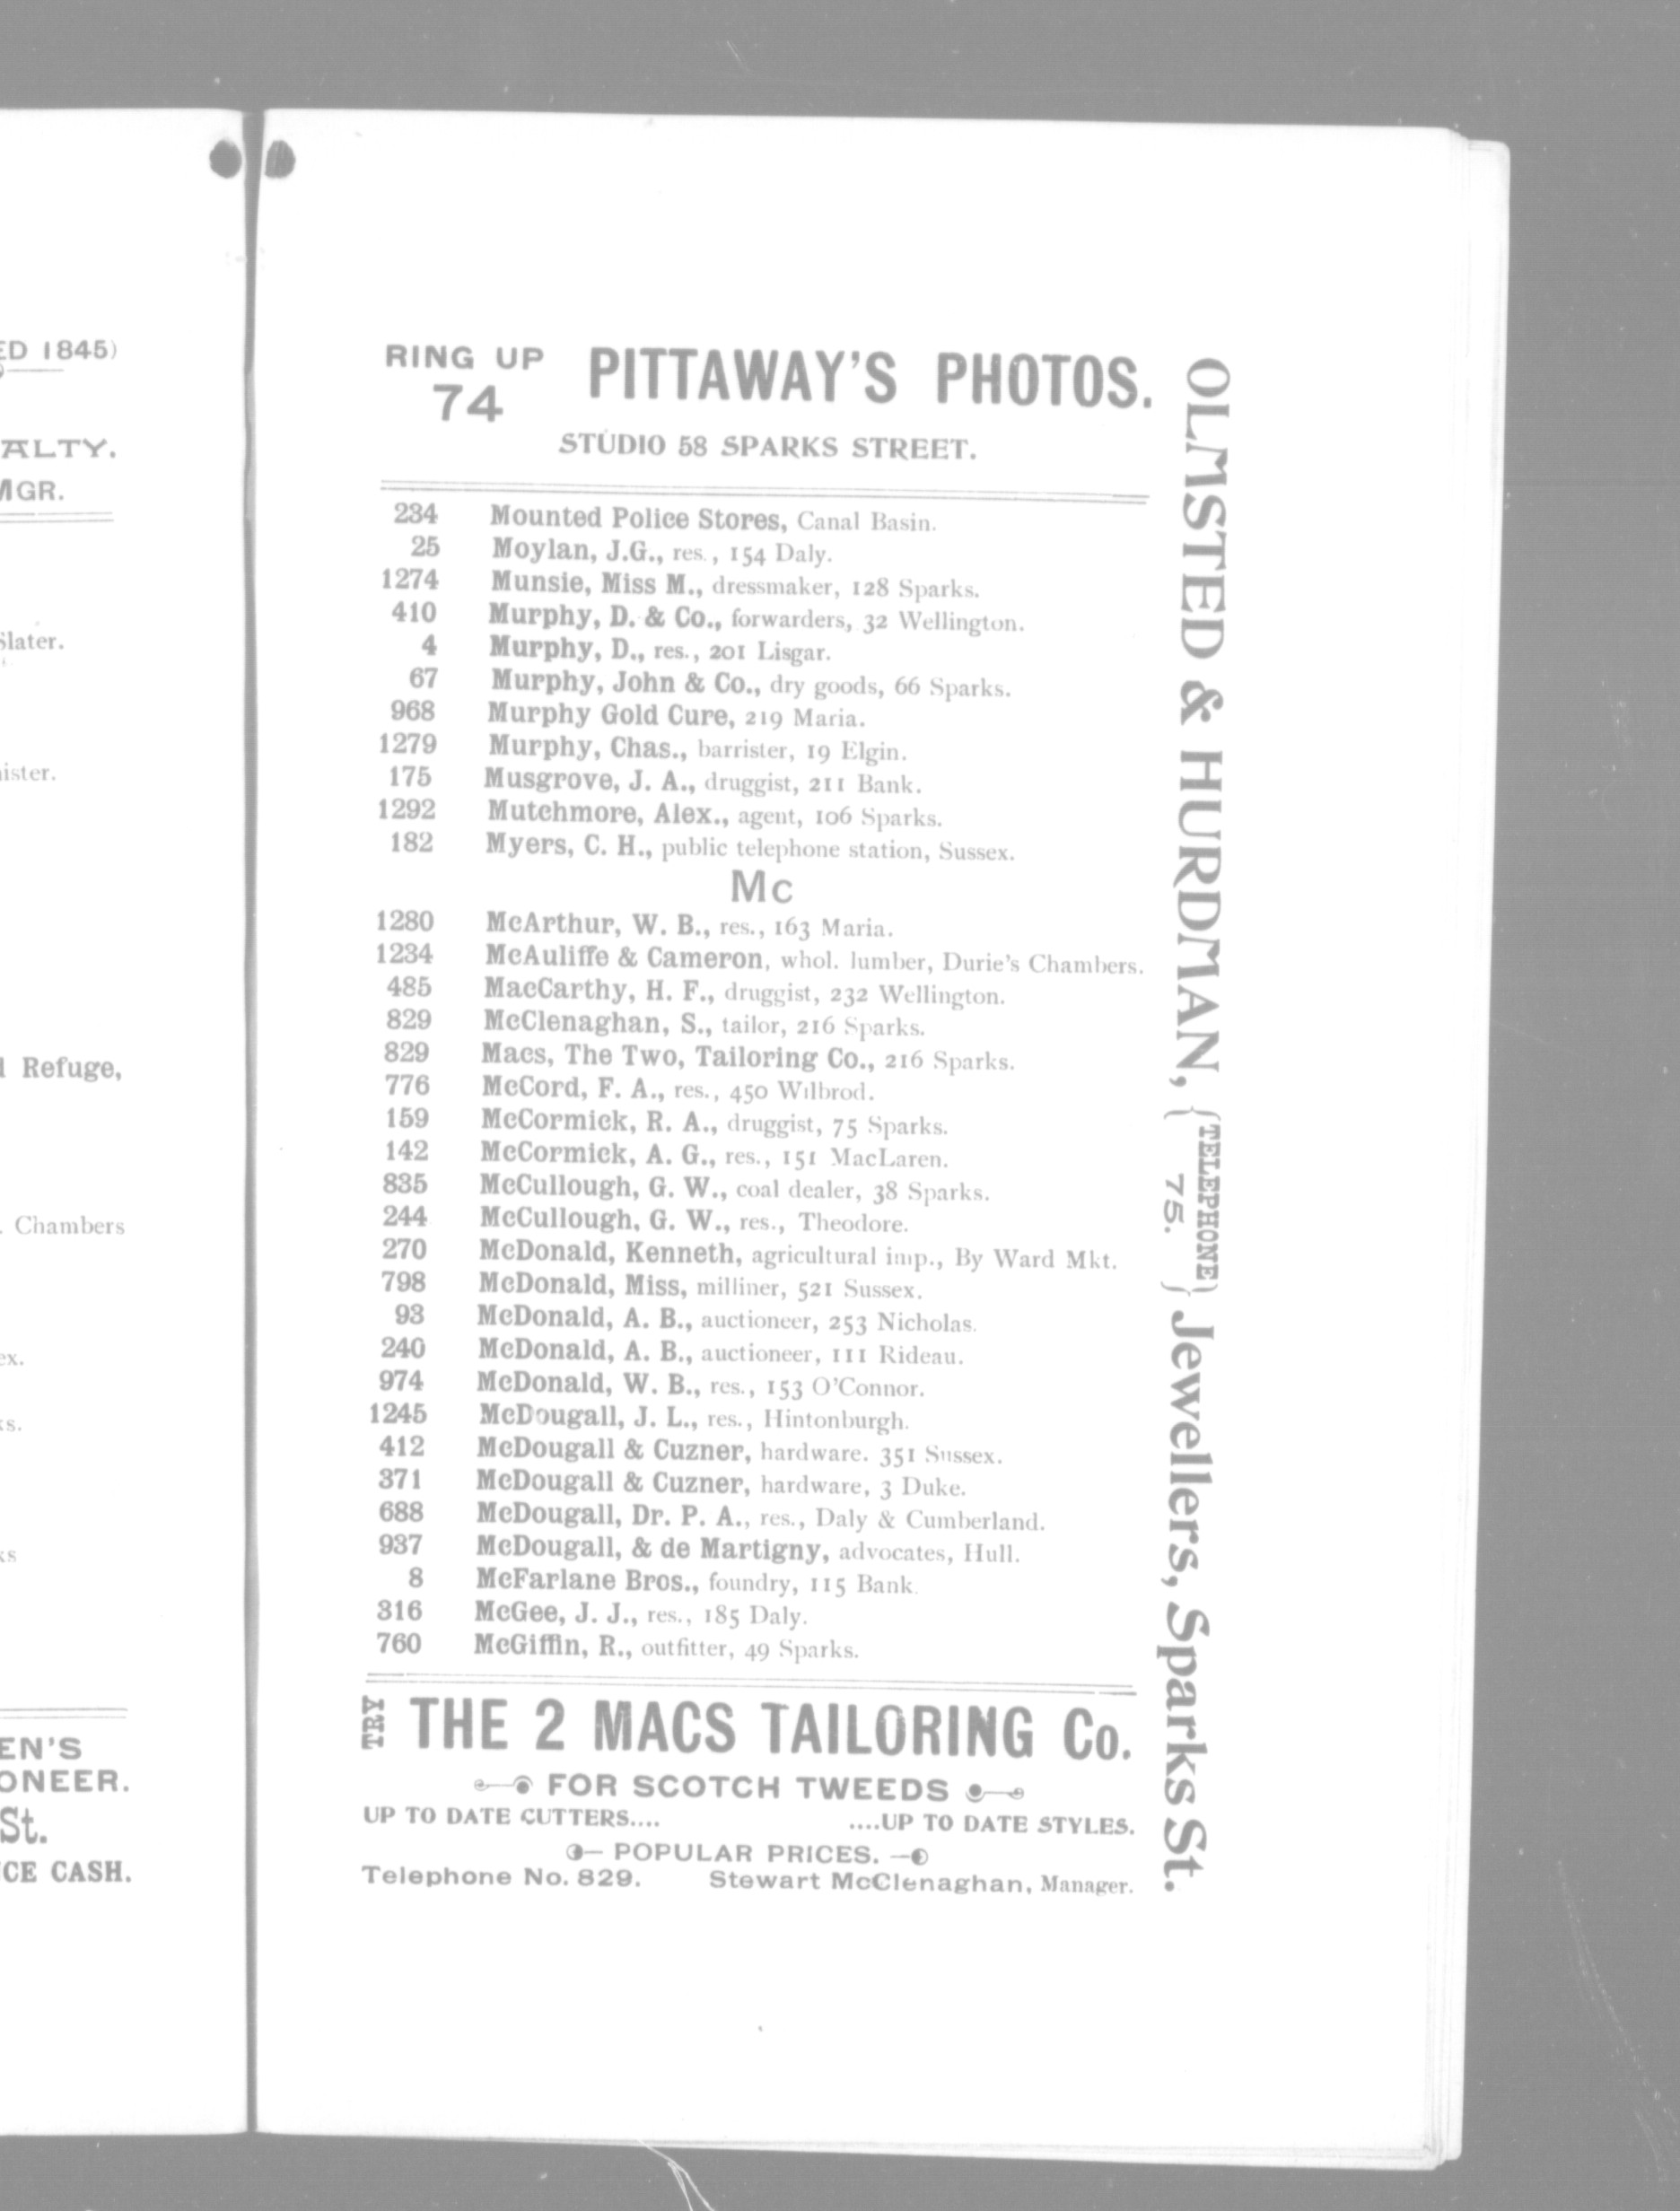 ED 1845)
ALTY.
MGR.
Slater.
ister.
Refuge,
. Chambers
ex.
ks.
ks
EN'S
ONEER.
St.
CE CASH.
RING UP
74
PITTAWAY'S PHOTOS.
STUDIO 58 SPARKS STREET.
234 Mounted Police Stores, Canal Basin.
25 Moylan, J.G., res., 154 Daly.
1274 Munsie, Miss M., dressmaker, 128 Sparks.
410 Murphy, D. & Co., forwarders, 32 Wellington.
4 Murphy, D., res., 201 Lisgar.
67 Murphy, John & Co., dry goods, 66 Sparks.
968 Murphy Gold Cure, 219 Maria.
1279 Murphy, Chas., barrister, 19 Elgin.
175 Musgrove, J. A., druggist, 211 Bank.
1292 Mutchmore, Alex., agent, 106 Sparks.
182 Myers, C. H., public telephone station, Sussex.
Mc
1280 McArthur, W. B., res., 163 Maria.
1234 McAuliffe & Cameron, whol. lumber, Durie's Chambers.
485 MacCarthy, H. F., druggist, 232 Wellington.
829 McClenaghan, S., tailor, 216 Sparks.
829 Macs, The Two, Tailoring Co., 216 Sparks.
776 McCord, F. A., res., 450 Wilbrod.
159 McCormick, R. A., druggist, 75 Sparks.
142 McCormick, A. G., res., 151 MacLaren.
835 McCullough, G. W., coal dealer, 38 Sparks.
244 McCullough, G. W., res., Theodore.
270 McDonald, Kenneth, agricultural imp., By Ward Mkt.
798 McDonald, Miss, milliner, 521 Sussex.
93 McDonald, A. B., auctioneer, 253 Nicholas.
240 McDonald, A. B., auctioneer, 111 Rideau.
974 McDonald, W. B., res., 153 O'Connor.
1245 McDougall, J. L., res., Hintonburgh.
412 McDougall & Cuzner, hardware. 351 Sussex.
371 McDougall & Cuzner, hardware, 3 Duke.
688 McDougall, Dr. P. A., res., Daly & Cumberland.
937 McDougall, & de Martigny, advocates, Hull.
8 McFarlane Bros., foundry, 115 Bank.
316 McGee, J. J., res., 185 Daly.
760 McGiffin, R., outfitter, 49 Sparks.
TRY THE 2 MACS TAILORING Co.
FOR SCOTCH TWEEDS
UP TO DATE CUTTERS.... ....UP TO DATE STYLES.
POPULAR PRICES.
Telephone No. 829. Stewart McClenaghan, Manager.
OLMSTED & HURDMAN, {TELEPHONE 75.} Jewellers, Sparks St.